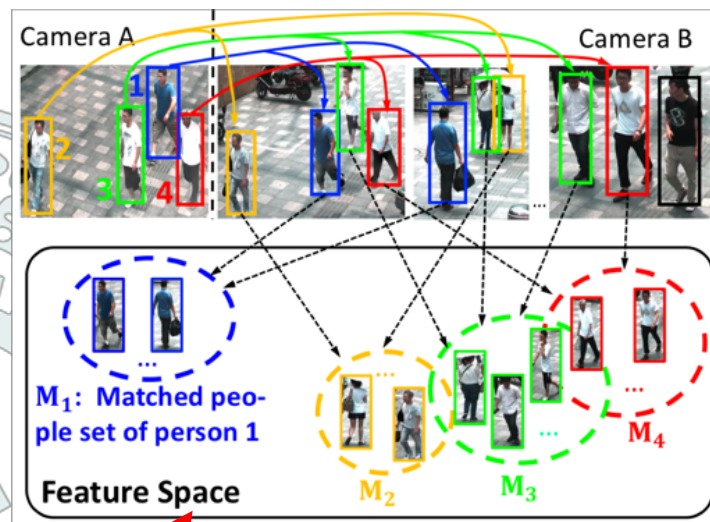 Camera A
Camera B
1
2
3
4
...
...
...
...
...
M₁: Matched peo-
ple set of person 1
M₂
M₃
M₄
Feature Space